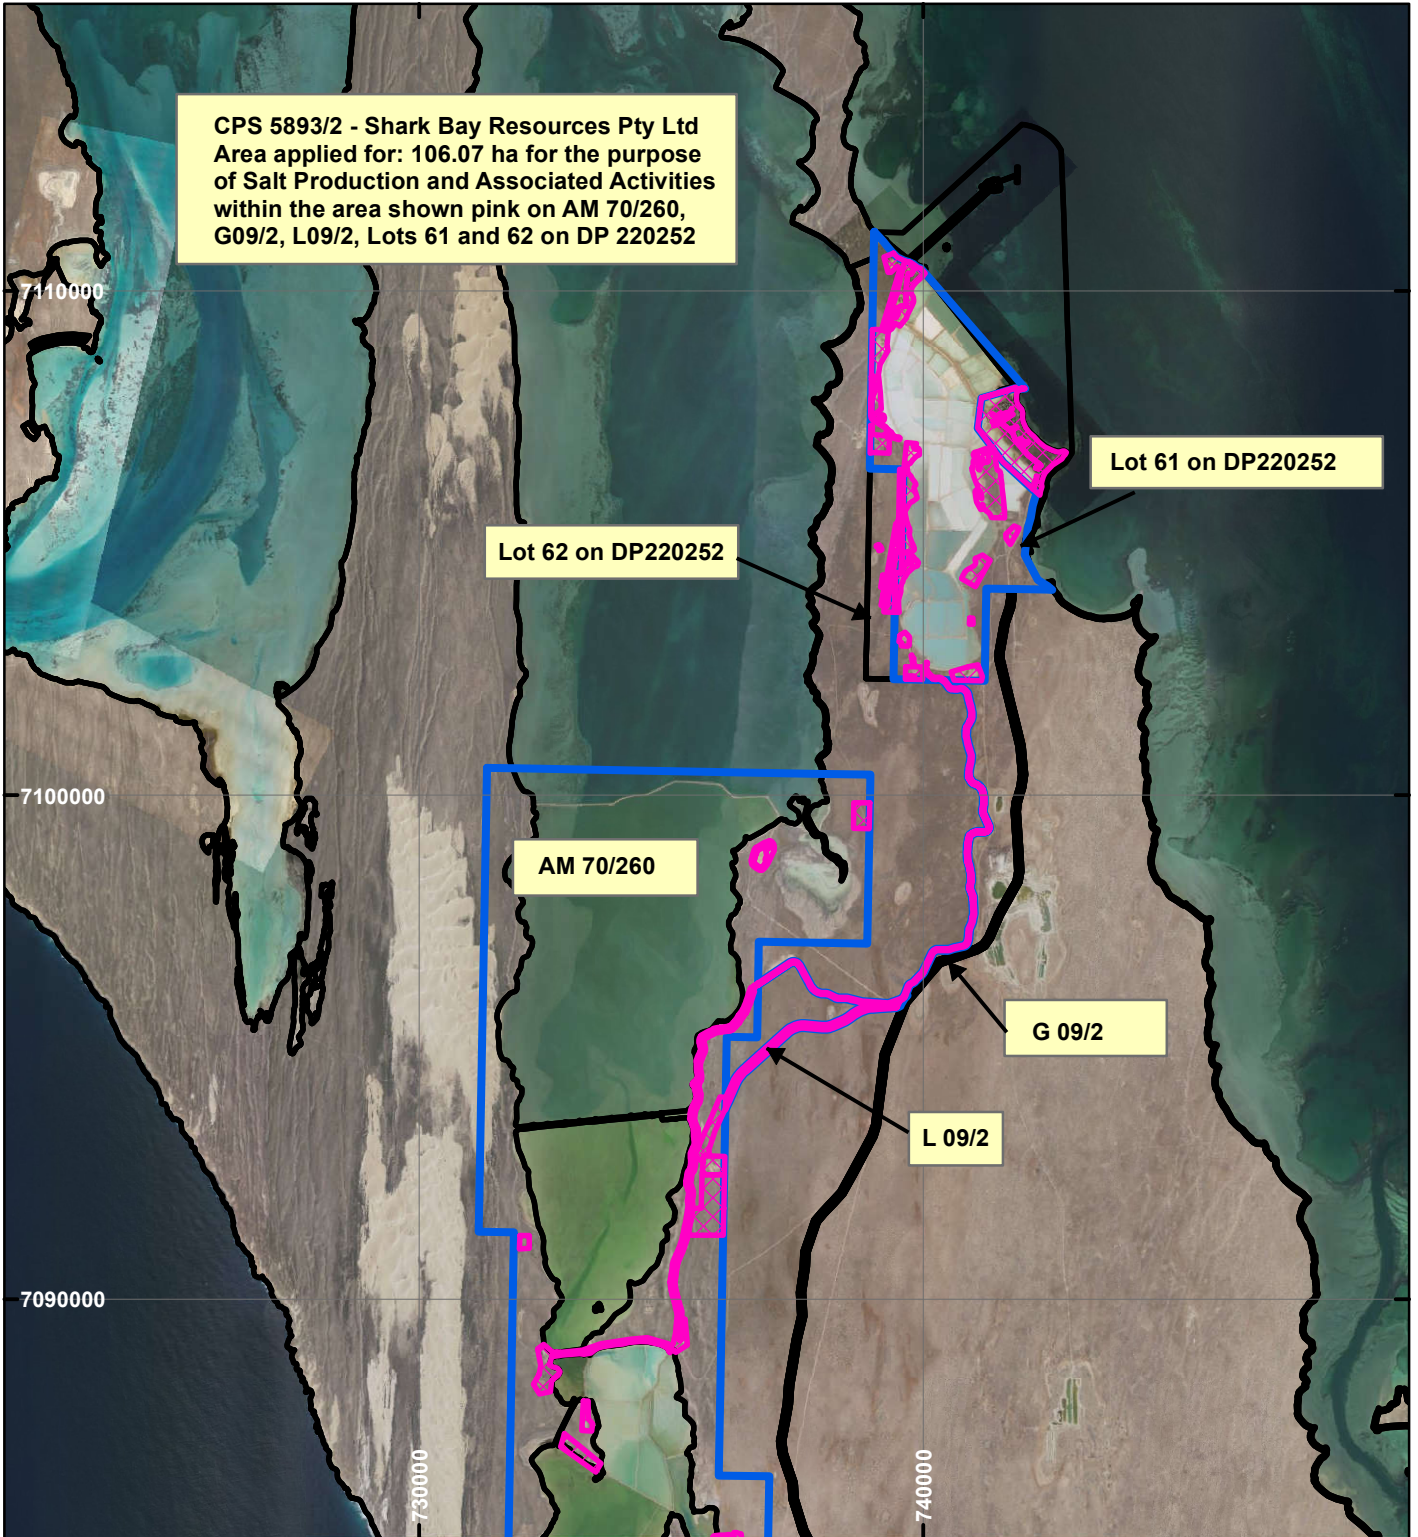 CPS 5893/2 - Shark Bay Resources Pty Ltd
Area applied for: 106.07 ha for the purpose
of Salt Production and Associated Activities
within the area shown pink on AM 70/260,
G09/2, L09/2, Lots 61 and 62 on DP 220252
7110000
Lot 61 on DP220252
Lot 62 on DP220252
7100000
AM 70/260
G 09/2
L 09/2
7090000
730000
740000